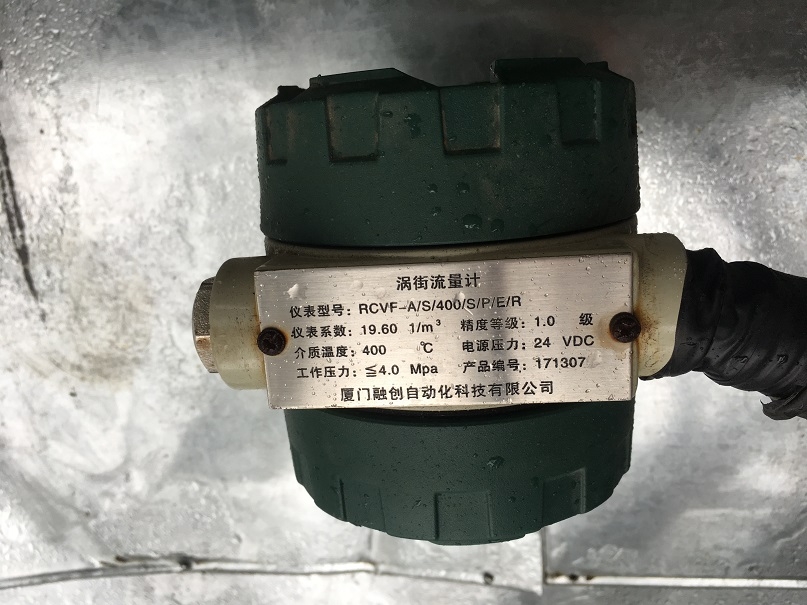 涡街流量计
仪表型号: RCVF-A/S/400/S/P/E/R
仪表系数: 19.60 1/m³ 精度等级: 1.0 级
介质温度: 400 ℃ 电源压力: 24 VDC
工作压力: ≦4.0 Mpa 产品编号: 171307
厦门融创自动化科技有限公司